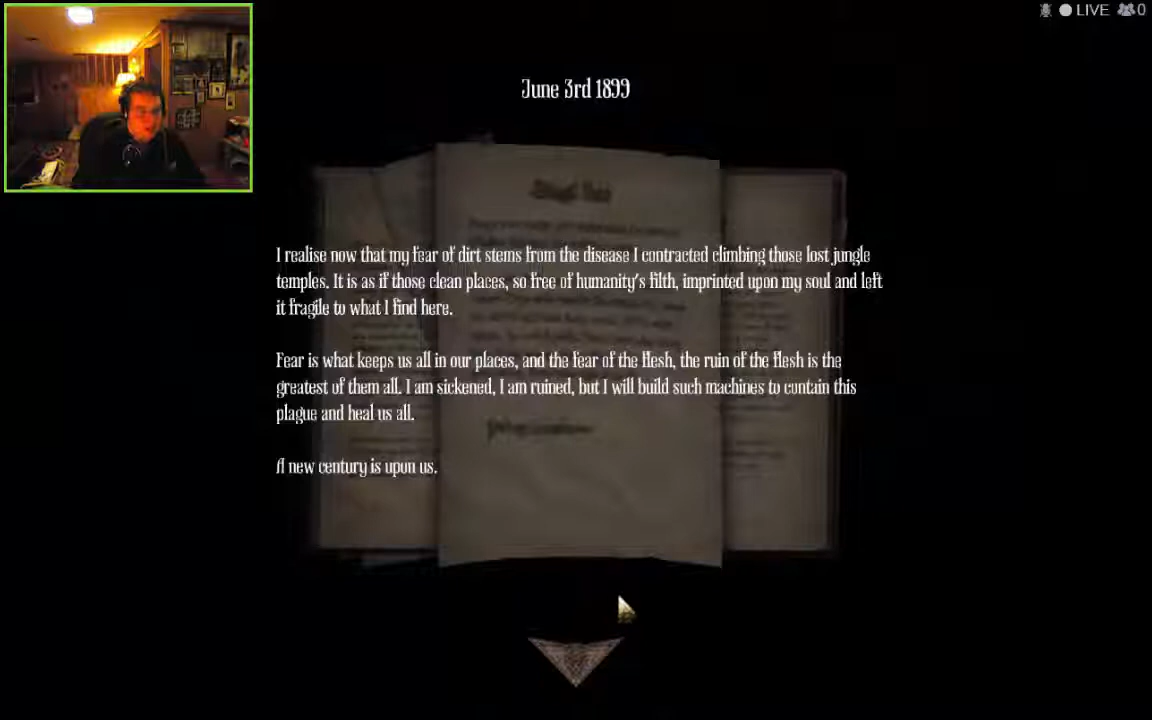 LIVE 0
June 3rd 1899
I realise now that my fear of dirt stems from the disease I contracted climbing those lost jungle
temples. It is as if those clean places, so free of humanity's filth, imprinted upon my soul and left
it fragile to what I find here.
Fear is what keeps us all in our places, and the fear of the flesh, the ruin of the flesh is the
greatest of them all. I am sickened, I am ruined, but I will build such machines to contain this
plague and heal us all.
A new century is upon us.